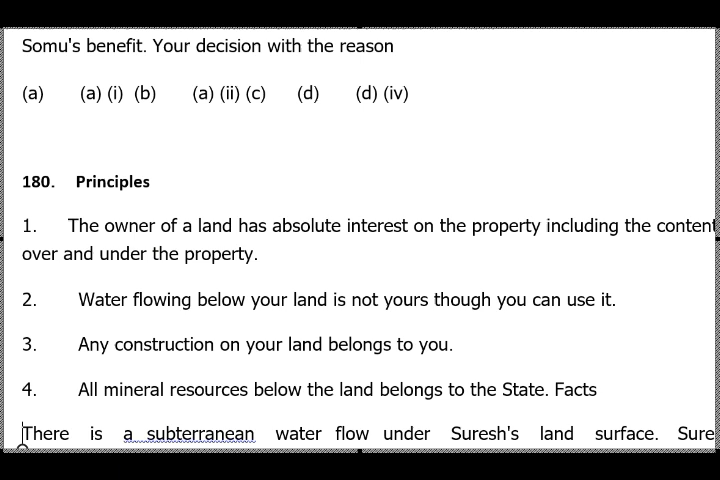 Somu's benefit. Your decision with the reason
(a) (a) (i) (b) (a) (ii) (c) (d) (d) (iv)
180. Principles
1. The owner of a land has absolute interest on the property including the content
over and under the property.
2. Water flowing below your land is not yours though you can use it.
3. Any construction on your land belongs to you.
4. All mineral resources below the land belongs to the State. Facts
There is a subterranean water flow under Suresh's land surface. Sure